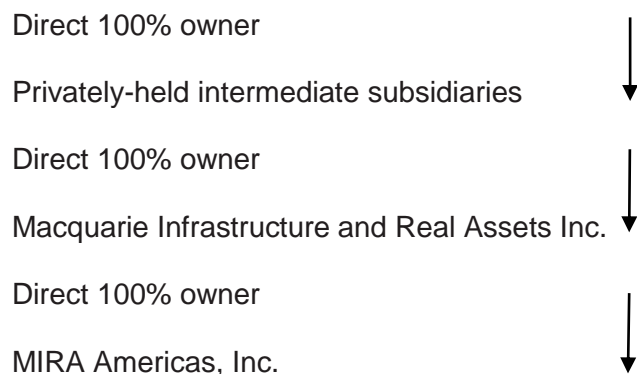 Direct 100% owner
Privately-held intermediate subsidiaries
Direct 100% owner
Macquarie Infrastructure and Real Assets Inc.
Direct 100% owner
MIRA Americas, Inc.